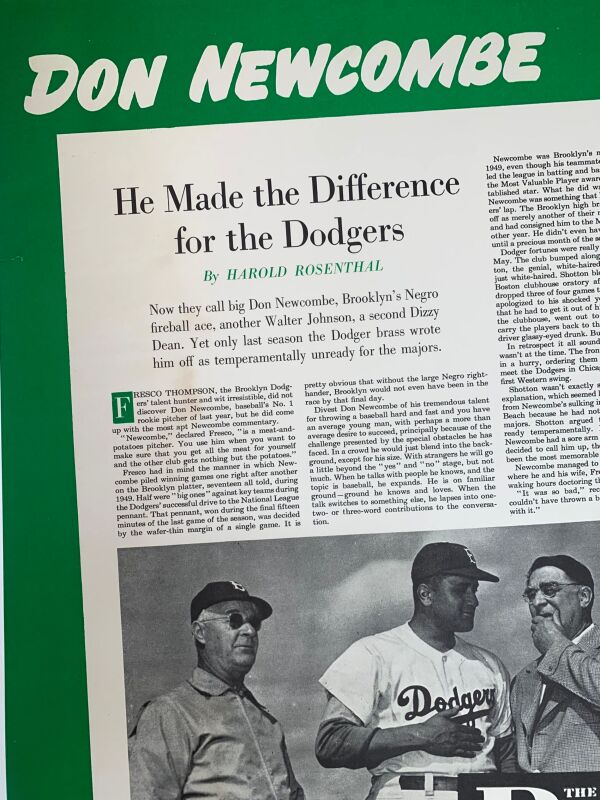 DON NEWCOMBE
He Made the Difference
for the Dodgers
By HAROLD ROSENTHAL
Now they call big Don Newcombe, Brooklyn's Negro
fireball ace, another Walter Johnson, a second Dizzy
Dean. Yet only last season the Dodger brass wrote
him off as temperamentally unready for the majors.
FRESCO THOMPSON, the Brooklyn Dodg-
ers' talent hunter and wit irresistible, did not
discover Don Newcombe, baseball's No. 1
rookie pitcher of last year, but he did come
up with the most apt Newcombe commentary.
"Newcombe," declared Fresco, "is a meat-and-
potatoes pitcher. You use him when you want to
make sure that you get all the meat for yourself
and the other club gets nothing but the potatoes."
Fresco had in mind the manner in which New-
combe piled winning games one right after another
on the Brooklyn platter, seventeen all told, during
1949. Half were "big ones" against key teams during
the Dodgers' successful drive to the National League
pennant. That pennant, won during the final fifteen
minutes of the last game of the season, was decided
by the wafer-thin margin of a single game. It is
pretty obvious that without the large Negro right-
hander, Brooklyn would not even have been in the
race by that final day.
Divest Don Newcombe of his tremendous talent
for throwing a baseball hard and fast and you have
an average young man, with perhaps a more than
average desire to succeed, principally because of the
challenge presented by the special obstacles he has
faced. In a crowd he would just blend into the back-
ground, except for his size. With strangers he will go
a little beyond the "yes" and "no" stage, but not
much. When he talks with people he knows, and the
topic is baseball, he expands. He is on familiar
ground—ground he knows and loves. When the
talk switches to something else, he lapses into one-
two- or three-word contributions to the conversa-
tion.
Newcombe was Brooklyn's
1949, even though his teammat
led the league in batting and ba
the Most Valuable Player awar
tablished star. What he did wa
Newcombe was something that
ers' lap. The Brooklyn high br
off as merely another of their
and had consigned him to the M
other year. He didn't even hav
until a precious month of the se
Dodger fortunes were really
May. The club bumped along
ton, the genial, white-haired
just white-haired. Shotton bl
Boston clubhouse oratory af
dropped three of four games t
apologized to his shocked y
that he had to get it out of h
the clubhouse, went out to
carry the players back to th
driver glassy-eyed drunk. Bu
In retrospect it all sound
wasn't at the time. The fron
in a hurry, ordering them
meet the Dodgers in Chica
first Western swing.
Shotton wasn't exactly s
explanation, which seemed
from Newcombe's sulking i
Beach because he had not
majors. Shotton argued
ready temperamentally.
Newcombe had a sore arm
decided to call him up, th
been the most memorable
Newcombe managed to
where he and his wife, Fre
waking hours doctoring t
"It was so bad," rec
couldn't have thrown a b
with it."
B
Dodgers
B
THE